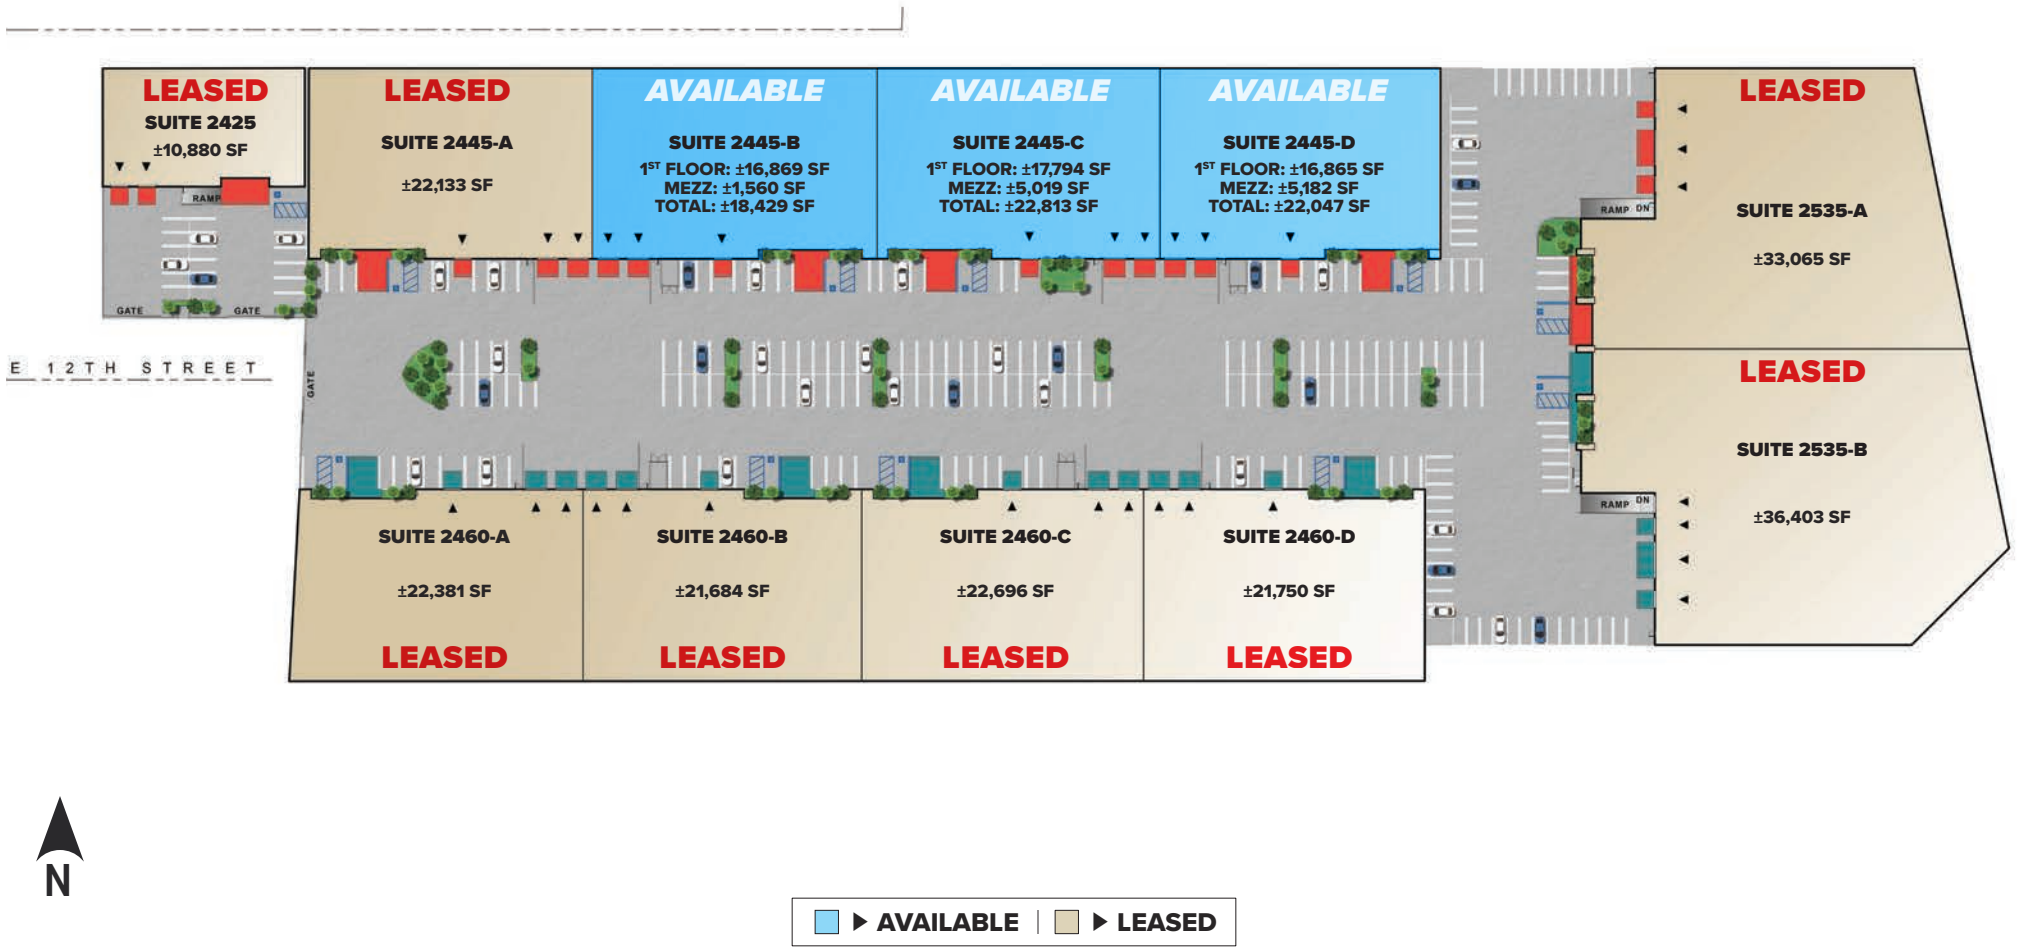 LEASED
SUITE 2425
±10,880 SF
RAMP
GATE
GATE
LEASED
SUITE 2445-A
±22,133 SF
AVAILABLE
SUITE 2445-B
1ST FLOOR: ±16,869 SF
MEZZ: ±1,560 SF
TOTAL: ±18,429 SF
AVAILABLE
SUITE 2445-C
1ST FLOOR: ±17,794 SF
MEZZ: ±5,019 SF
TOTAL: ±22,813 SF
AVAILABLE
SUITE 2445-D
1ST FLOOR: ±16,865 SF
MEZZ: ±5,182 SF
TOTAL: ±22,047 SF
LEASED
SUITE 2535-A
±33,065 SF
RAMP DN
E 12TH STREET
GATE
LEASED
SUITE 2535-B
±36,403 SF
RAMP DN
SUITE 2460-A
±22,381 SF
LEASED
SUITE 2460-B
±21,684 SF
LEASED
SUITE 2460-C
±22,696 SF
LEASED
SUITE 2460-D
±21,750 SF
LEASED
N
AVAILABLE | LEASED